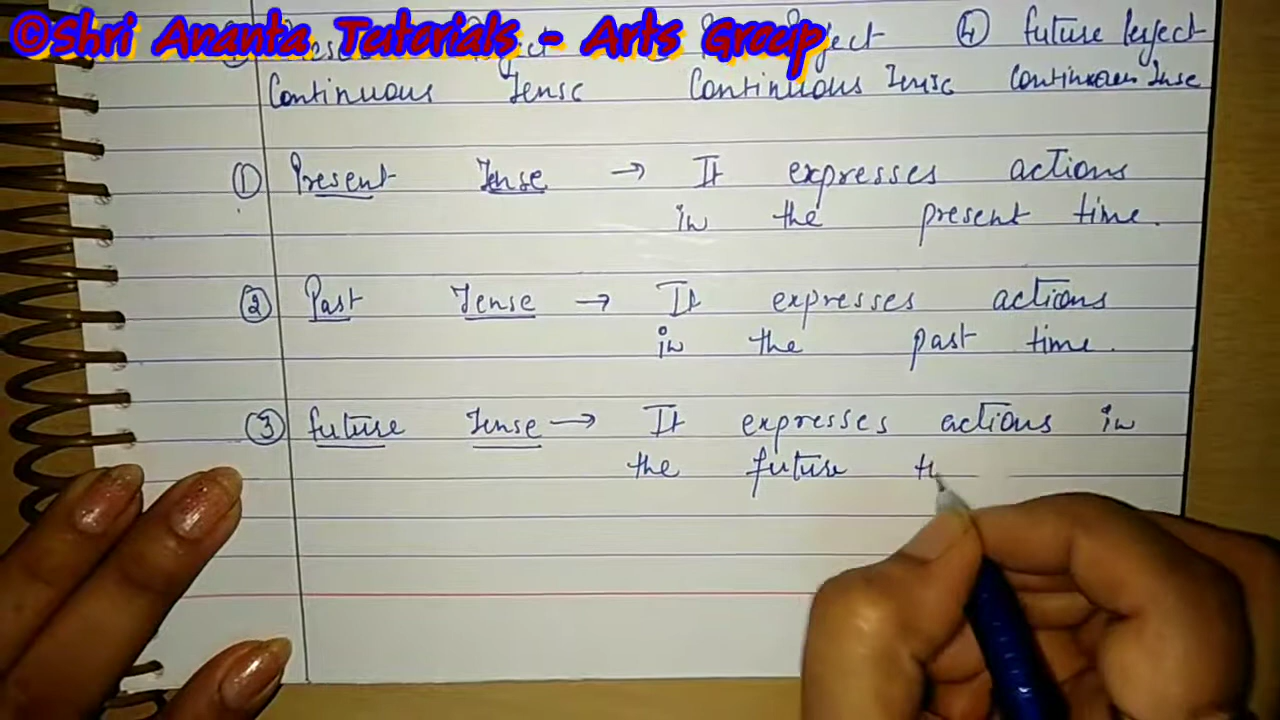 ©Shri Ananta Tutorials - Arts Group
④ future Perfect
Continuous Tense Continuous Tense Continuous Tense
① Present Tense → It expresses actions
in the present time.
② Past Tense → It expresses actions
in the past time.
③ future Tense → It expresses actions in
the future